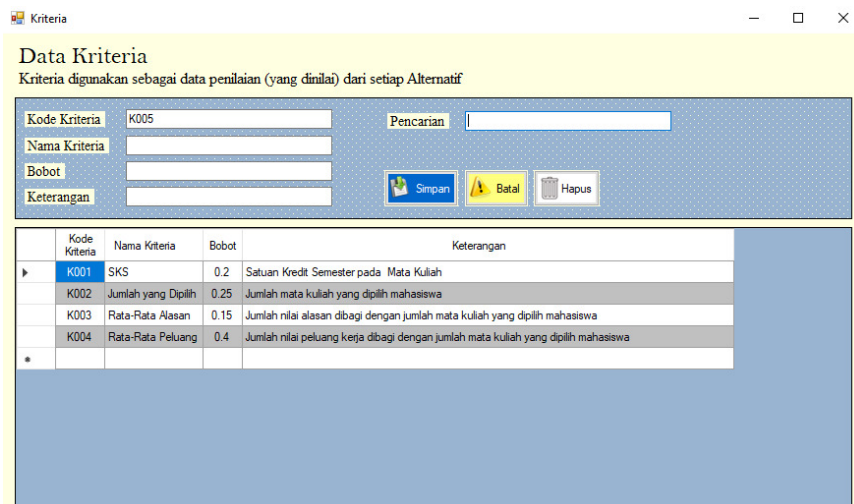 Kriteria
Data Kriteria
Kriteria digunakan sebagai data penilaian (yang dinilai) dari setiap Alternatif
Kode Kriteria K005 Pencarian
Nama Kriteria
Bobot
Simpan Batal Hapus
Keterangan
Kode Kriteria Nama Kriteria Bobot Keterangan
K001 SKS 0.2 Satuan Kredit Semester pada Mata Kuliah
K002 Jumlah yang Dipilih 0.25 Jumlah mata kuliah yang dipilih mahasiswa
K003 Rata-Rata Alasan 0.15 Jumlah nilai alasan dibagi dengan jumlah mata kuliah yang dipilih mahasiswa
K004 Rata-Rata Peluang 0.4 Jumlah nilai peluang kerja dibagi dengan jumlah mata kuliah yang dipilih mahasiswa